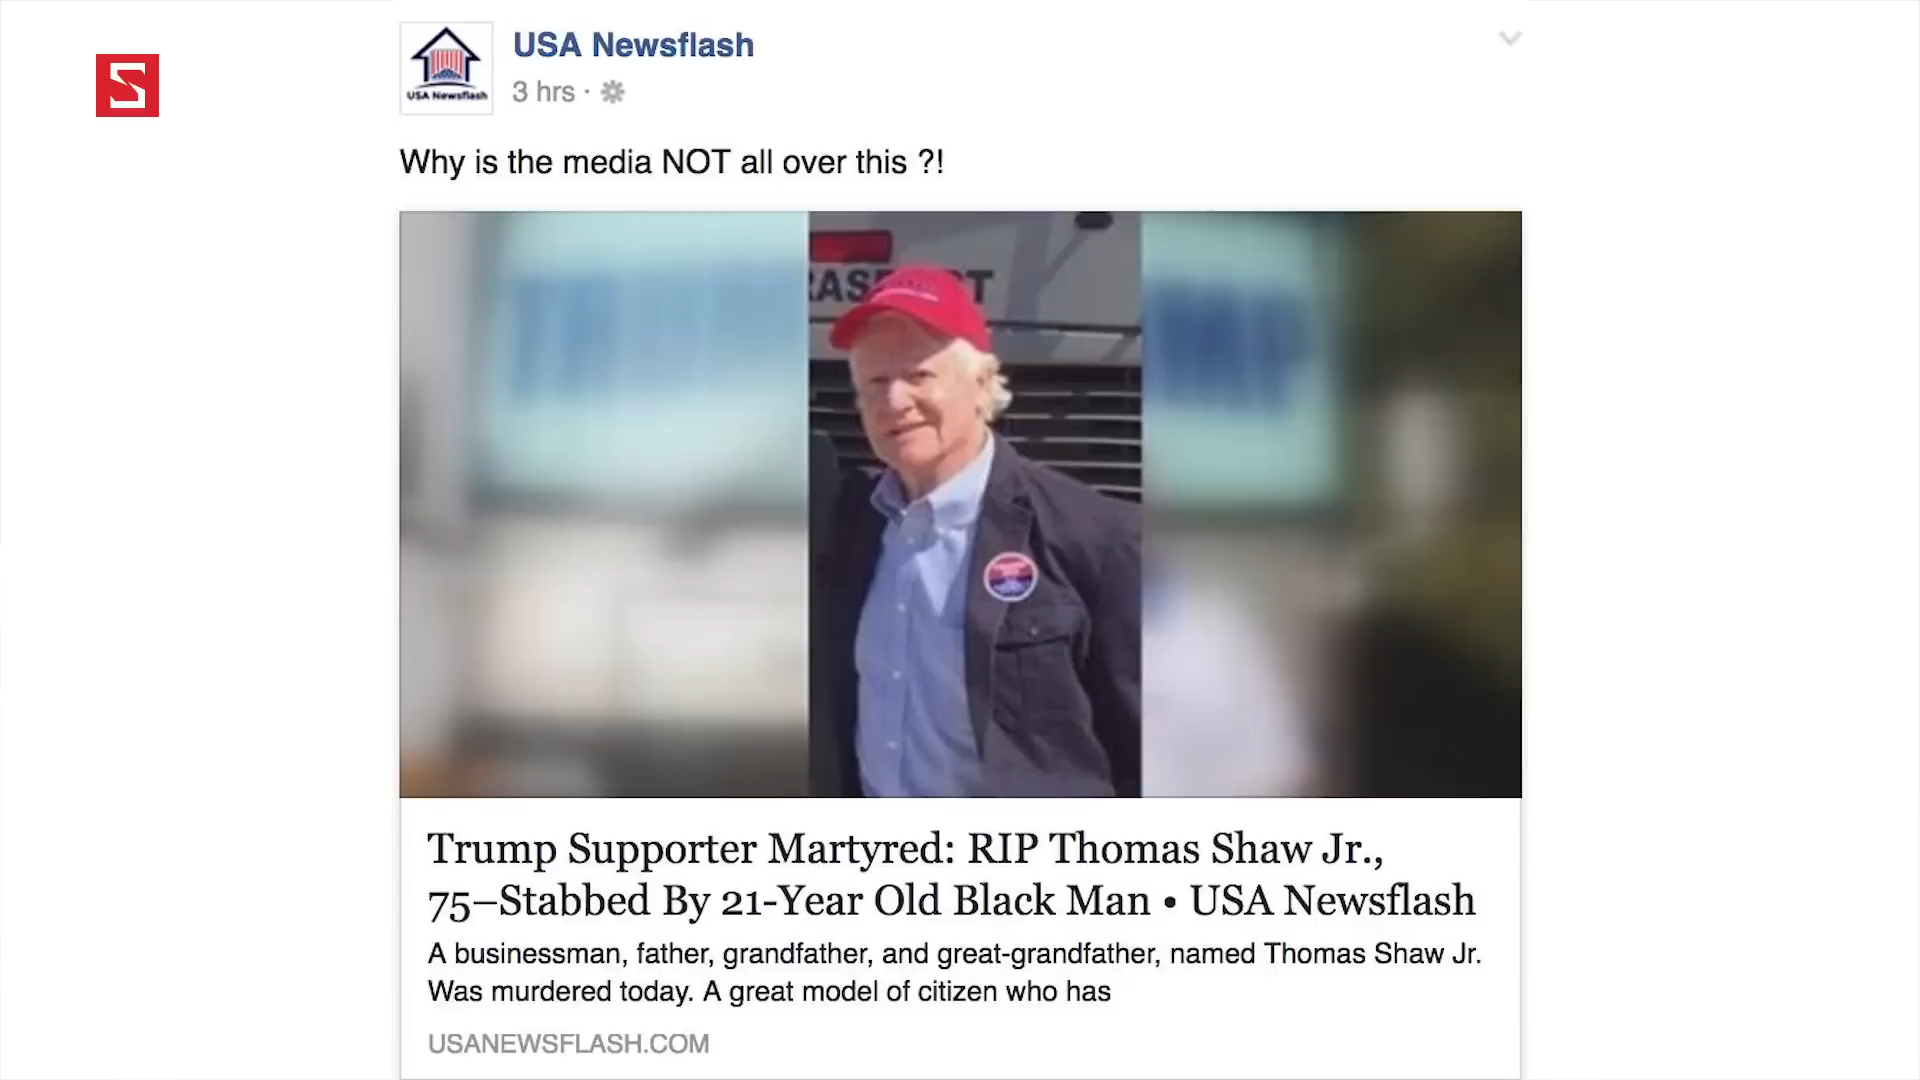 S
USA Newsflash
USA Newsflash
3 hrs ·
Why is the media NOT all over this ?!
Trump Supporter Martyred: RIP Thomas Shaw Jr.,
75–Stabbed By 21-Year Old Black Man • USA Newsflash
A businessman, father, grandfather, and great-grandfather, named Thomas Shaw Jr.
Was murdered today. A great model of citizen who has
USANEWSFLASH.COM